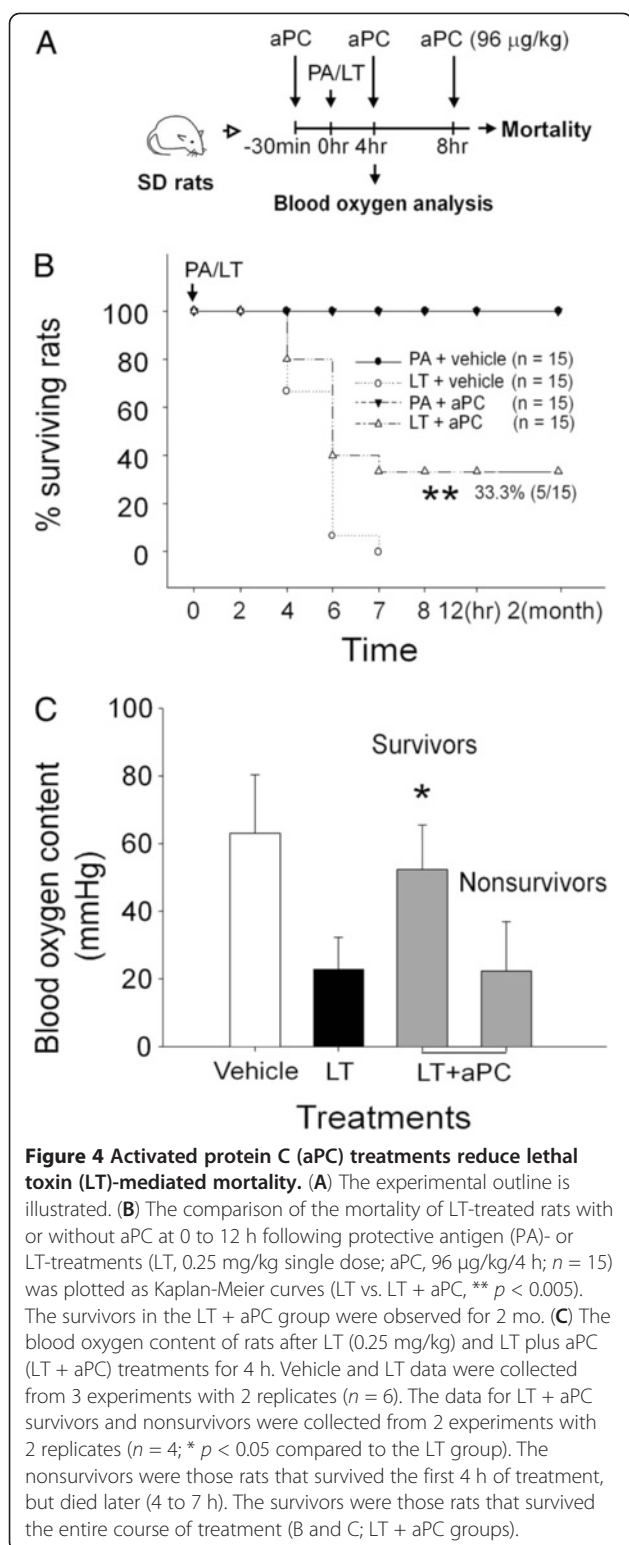 A
aPC aPC aPC (96 μg/kg)
PA/LT
Mortality
-30min 0hr 4hr 8hr
SD rats
Blood oxygen analysis
B
PA/LT
% surviving rats
100
80
60
40
20
0
PA + vehicle (n = 15)
LT + vehicle (n = 15)
PA + aPC (n = 15)
LT + aPC (n = 15)
** 33.3% (5/15)
0 2 4 6 7 8 12(hr) 2(month)
Time
C
Blood oxygen content
(mmHg)
100
80
60
40
20
0
Survivors
*
Nonsurvivors
Vehicle LT LT+aPC
Treatments
Figure 4 Activated protein C (aPC) treatments reduce lethal
toxin (LT)-mediated mortality. (A) The experimental outline is
illustrated. (B) The comparison of the mortality of LT-treated rats with
or without aPC at 0 to 12 h following protective antigen (PA)- or
LT-treatments (LT, 0.25 mg/kg single dose; aPC, 96 μg/kg/4 h; n = 15)
was plotted as Kaplan-Meier curves (LT vs. LT + aPC, ** p < 0.005).
The survivors in the LT + aPC group were observed for 2 mo. (C) The
blood oxygen content of rats after LT (0.25 mg/kg) and LT plus aPC
(LT + aPC) treatments for 4 h. Vehicle and LT data were collected
from 3 experiments with 2 replicates (n = 6). The data for LT + aPC
survivors and nonsurvivors were collected from 2 experiments with
2 replicates (n = 4; * p < 0.05 compared to the LT group). The
nonsurvivors were those rats that survived the first 4 h of treatment,
but died later (4 to 7 h). The survivors were those rats that survived
the entire course of treatment (B and C; LT + aPC groups).